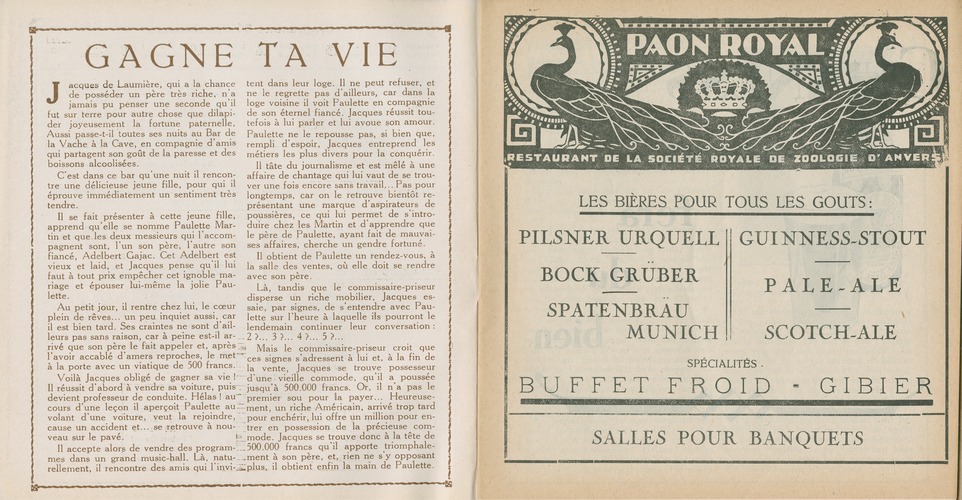 GAGNE TA VIE
Jacques de Laumière, qui a la chance
de posséder un père très riche, n'a
jamais pu penser une seconde qu'il
fut sur terre pour autre chose que dilapi-
der joyeusement la fortune paternelle,
Aussi passe-t-il toutes ses nuits au Bar de
la Vache à la Cave, en compagnie d'amis
qui partagent son goût de la paresse et des
boissons alcoolisées.
C'est dans ce bar qu'une nuit il rencon-
tre une délicieuse jeune fille, pour qui il
éprouve immédiatement un sentiment très
tendre.
Il se fait présenter à cette jeune fille,
apprend qu'elle se nomme Paulette Mar-
tin et que les deux messieurs qui l'accom-
pagnent sont, l'un son père, l'autre son
fiancé, Adelbert Gajac. Cet Adelbert est
vieux et laid, et Jacques pense qu'il lui
faut à tout prix empêcher cet ignoble ma-
riage et épouser lui-même la jolie Pau-
lette.
Au petit jour, il rentre chez lui, le cœur
plein de rêves... un peu inquiet aussi, car
il est bien tard. Ses craintes ne sont d'ail-
leurs pas sans raison, car à peine est-il ar-
rivé que son père le fait appeler et, après
l'avoir accablé d'amers reproches, le met
à la porte avec un viatique de 500 francs.
Voilà Jacques obligé de gagner sa vie !
Il réussit d'abord à vendre sa voiture, puis
devient professeur de conduite. Hélas ! au
cours d'une leçon il aperçoit Paulette au
volant d'une voiture, veut la rejoindre,
cause un accident et... se retrouve à nou-
veau sur le pavé.
Il accepte alors de vendre des program-
mes dans un grand music-hall. Là, natu-
rellement, il rencontre des amis qui l'invi-
tent dans leur loge. Il ne peut refuser, et
ne le regrette pas d'ailleurs, car dans la
loge voisine il voit Paulette en compagnie
de son éternel fiancé. Jacques réussit tou-
tefois à lui parler et lui avoue son amour.
Paulette ne le repousse pas, si bien que,
rempli d'espoir, Jacques entreprend les
métiers les plus divers pour la conquérir.
Il tâte du journalisme et est mêlé à une
affaire de chantage qui lui vaut de se trou-
ver une fois encore sans travail... Pas pour
longtemps, car on le retrouve bientôt re-
présentant une marque d'aspirateurs de
poussières, ce qui lui permet de s'intro-
duire chez les Martin et d'apprendre que
le père de Paulette, ayant fait de mauvai-
ses affaires, cherche un gendre fortuné.
Il obtient de Paulette un rendez-vous, à
la salle des ventes, où elle doit se rendre
avec son père.
Là, tandis que le commissaire-priseur
disperse un riche mobilier, Jacques es-
saie, par signes, de s'entendre avec Pau-
lette sur l'heure à laquelle ils pourront le
lendemain continuer leur conversation :
2 ?... 3 ?... 4 ?... 5 ?...
Mais le commissaire-priseur croit que
ces signes s'adressent à lui et, à la fin de
la vente, Jacques se trouve possesseur
d'une vieille commode, qu'il a poussée
jusqu'à 500.000 francs. Or, il n'a pas le
premier sou pour la payer... Heureuse-
ment, un riche Américain, arrivé trop tard
pour enchérir, lui offre un million pour en-
trer en possession de la précieuse com-
mode. Jacques se trouve donc à la tête de
500.000 francs qu'il apporte triomphale-
ment à son père, et, rien ne s'y opposant
plus, il obtient enfin la main de Paulette.
PAON ROYAL
RESTAURANT DE LA SOCIÉTÉ ROYALE DE ZOOLOGIE D'ANVERS
LES BIÈRES POUR TOUS LES GOUTS :
PILSNER URQUELL
BOCK GRÜBER
SPATENBRÄU
MUNICH
GUINNESS-STOUT
PALE-ALE
SCOTCH-ALE
SPÉCIALITÉS .
BUFFET FROID - GIBIER
SALLES POUR BANQUETS